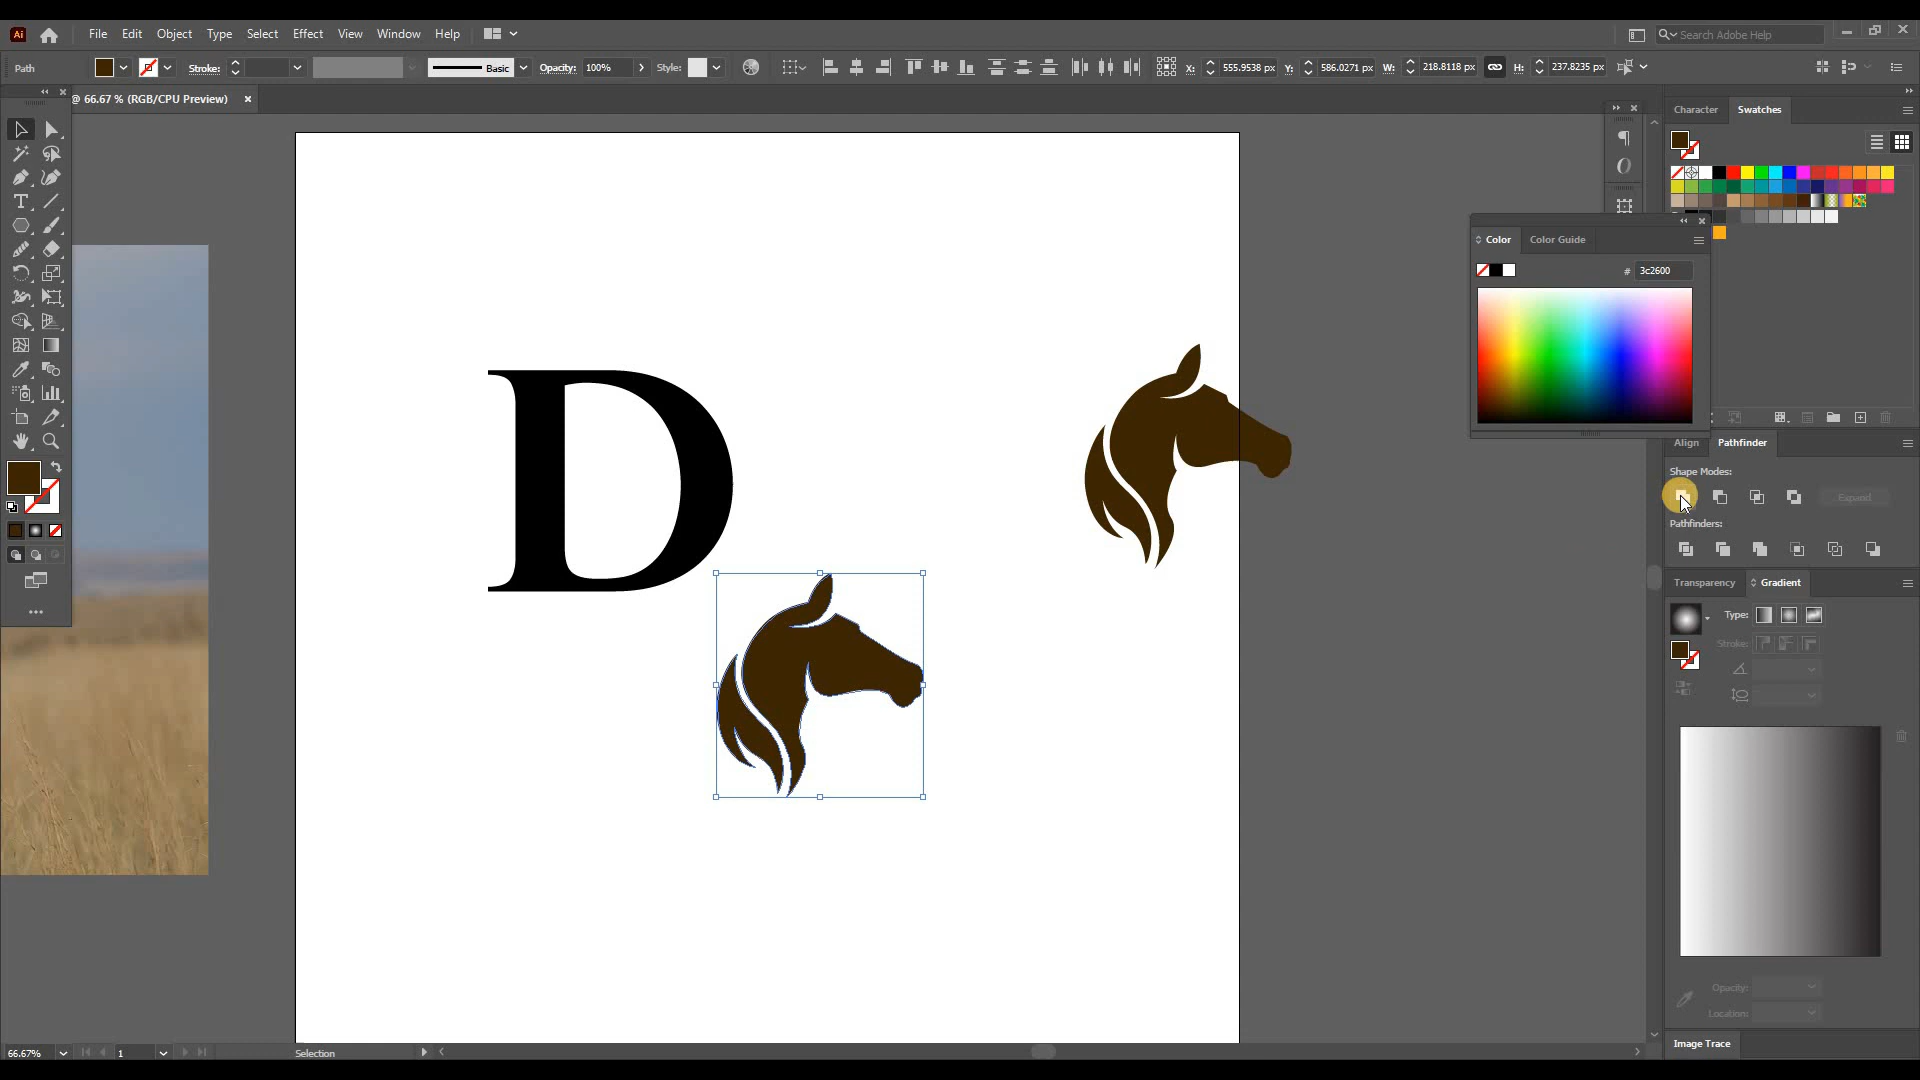 Ai
File Edit Object Type Select Effect View Window Help
Search Adobe Help
Path
Stroke:
Basic
Opacity: 100%
Style:
X: 555.9538 px
Y: 586.0271 px
W: 218.8118 px
H: 237.8235 px
@ 66.67 % (RGB/CPU Preview)
Character
Swatches
Color
Color Guide
# 3c2600
D
Align
Pathfinder
Shape Modes:
Expand
Pathfinders:
Transparency
Gradient
Type:
Stroke:
Opacity:
Location:
Image Trace
66.67%
1
Selection